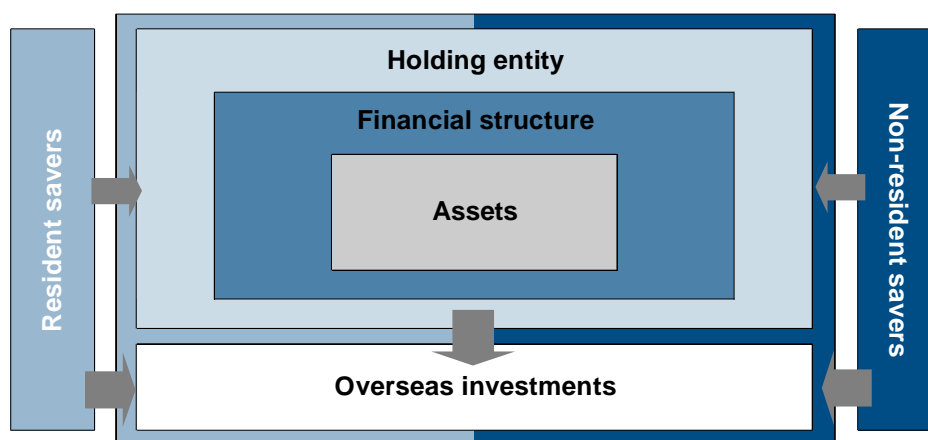 Resident savers
Holding entity
Financial structure
Assets
Overseas investments
Non-resident savers